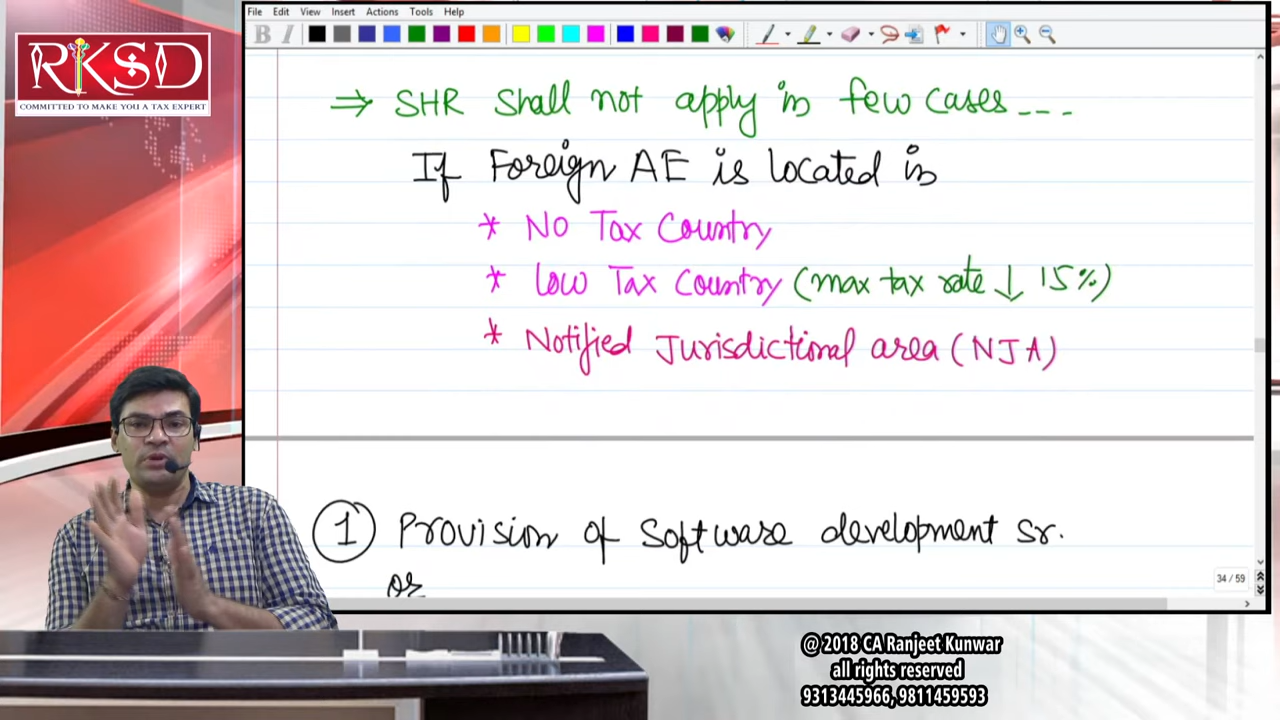 File Edit View Insert Actions Tools Help
B I
RKSD
COMMITTED TO MAKE YOU A TAX EXPERT
⇒ SHR Shall not apply in few cases---
If Foreign AE is located in
* No Tax Country
* Low Tax Country (max tax rate ↓ 15%)
* Notified Jurisdictional area (NJA)
① Provision of Software development Sr.
or
34 / 59
@ 2018 CA Ranjeet Kunwar
all rights reserved
9313445966, 9811459593